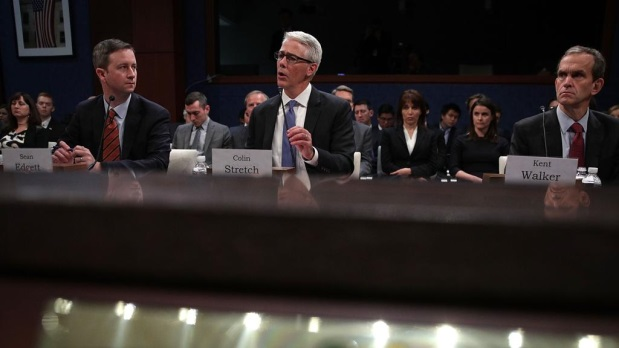 Sean
Edgett
Colin
Stretch
Kent
Walker